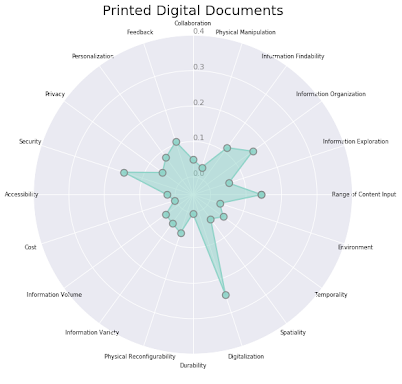 Printed Digital Documents
Collaboration
Feedback
Physical Manipulation
Personalization
Information Findability
Privacy
Information Organization
Security
Information Exploration
Accessibility
Range of Content Input
Cost
Environment
Information Volume
Temporality
Information Variety
Spatiality
Physical Reconfigurability
Digitalization
Durability
0.4
0.3
0.2
0.1
0.0